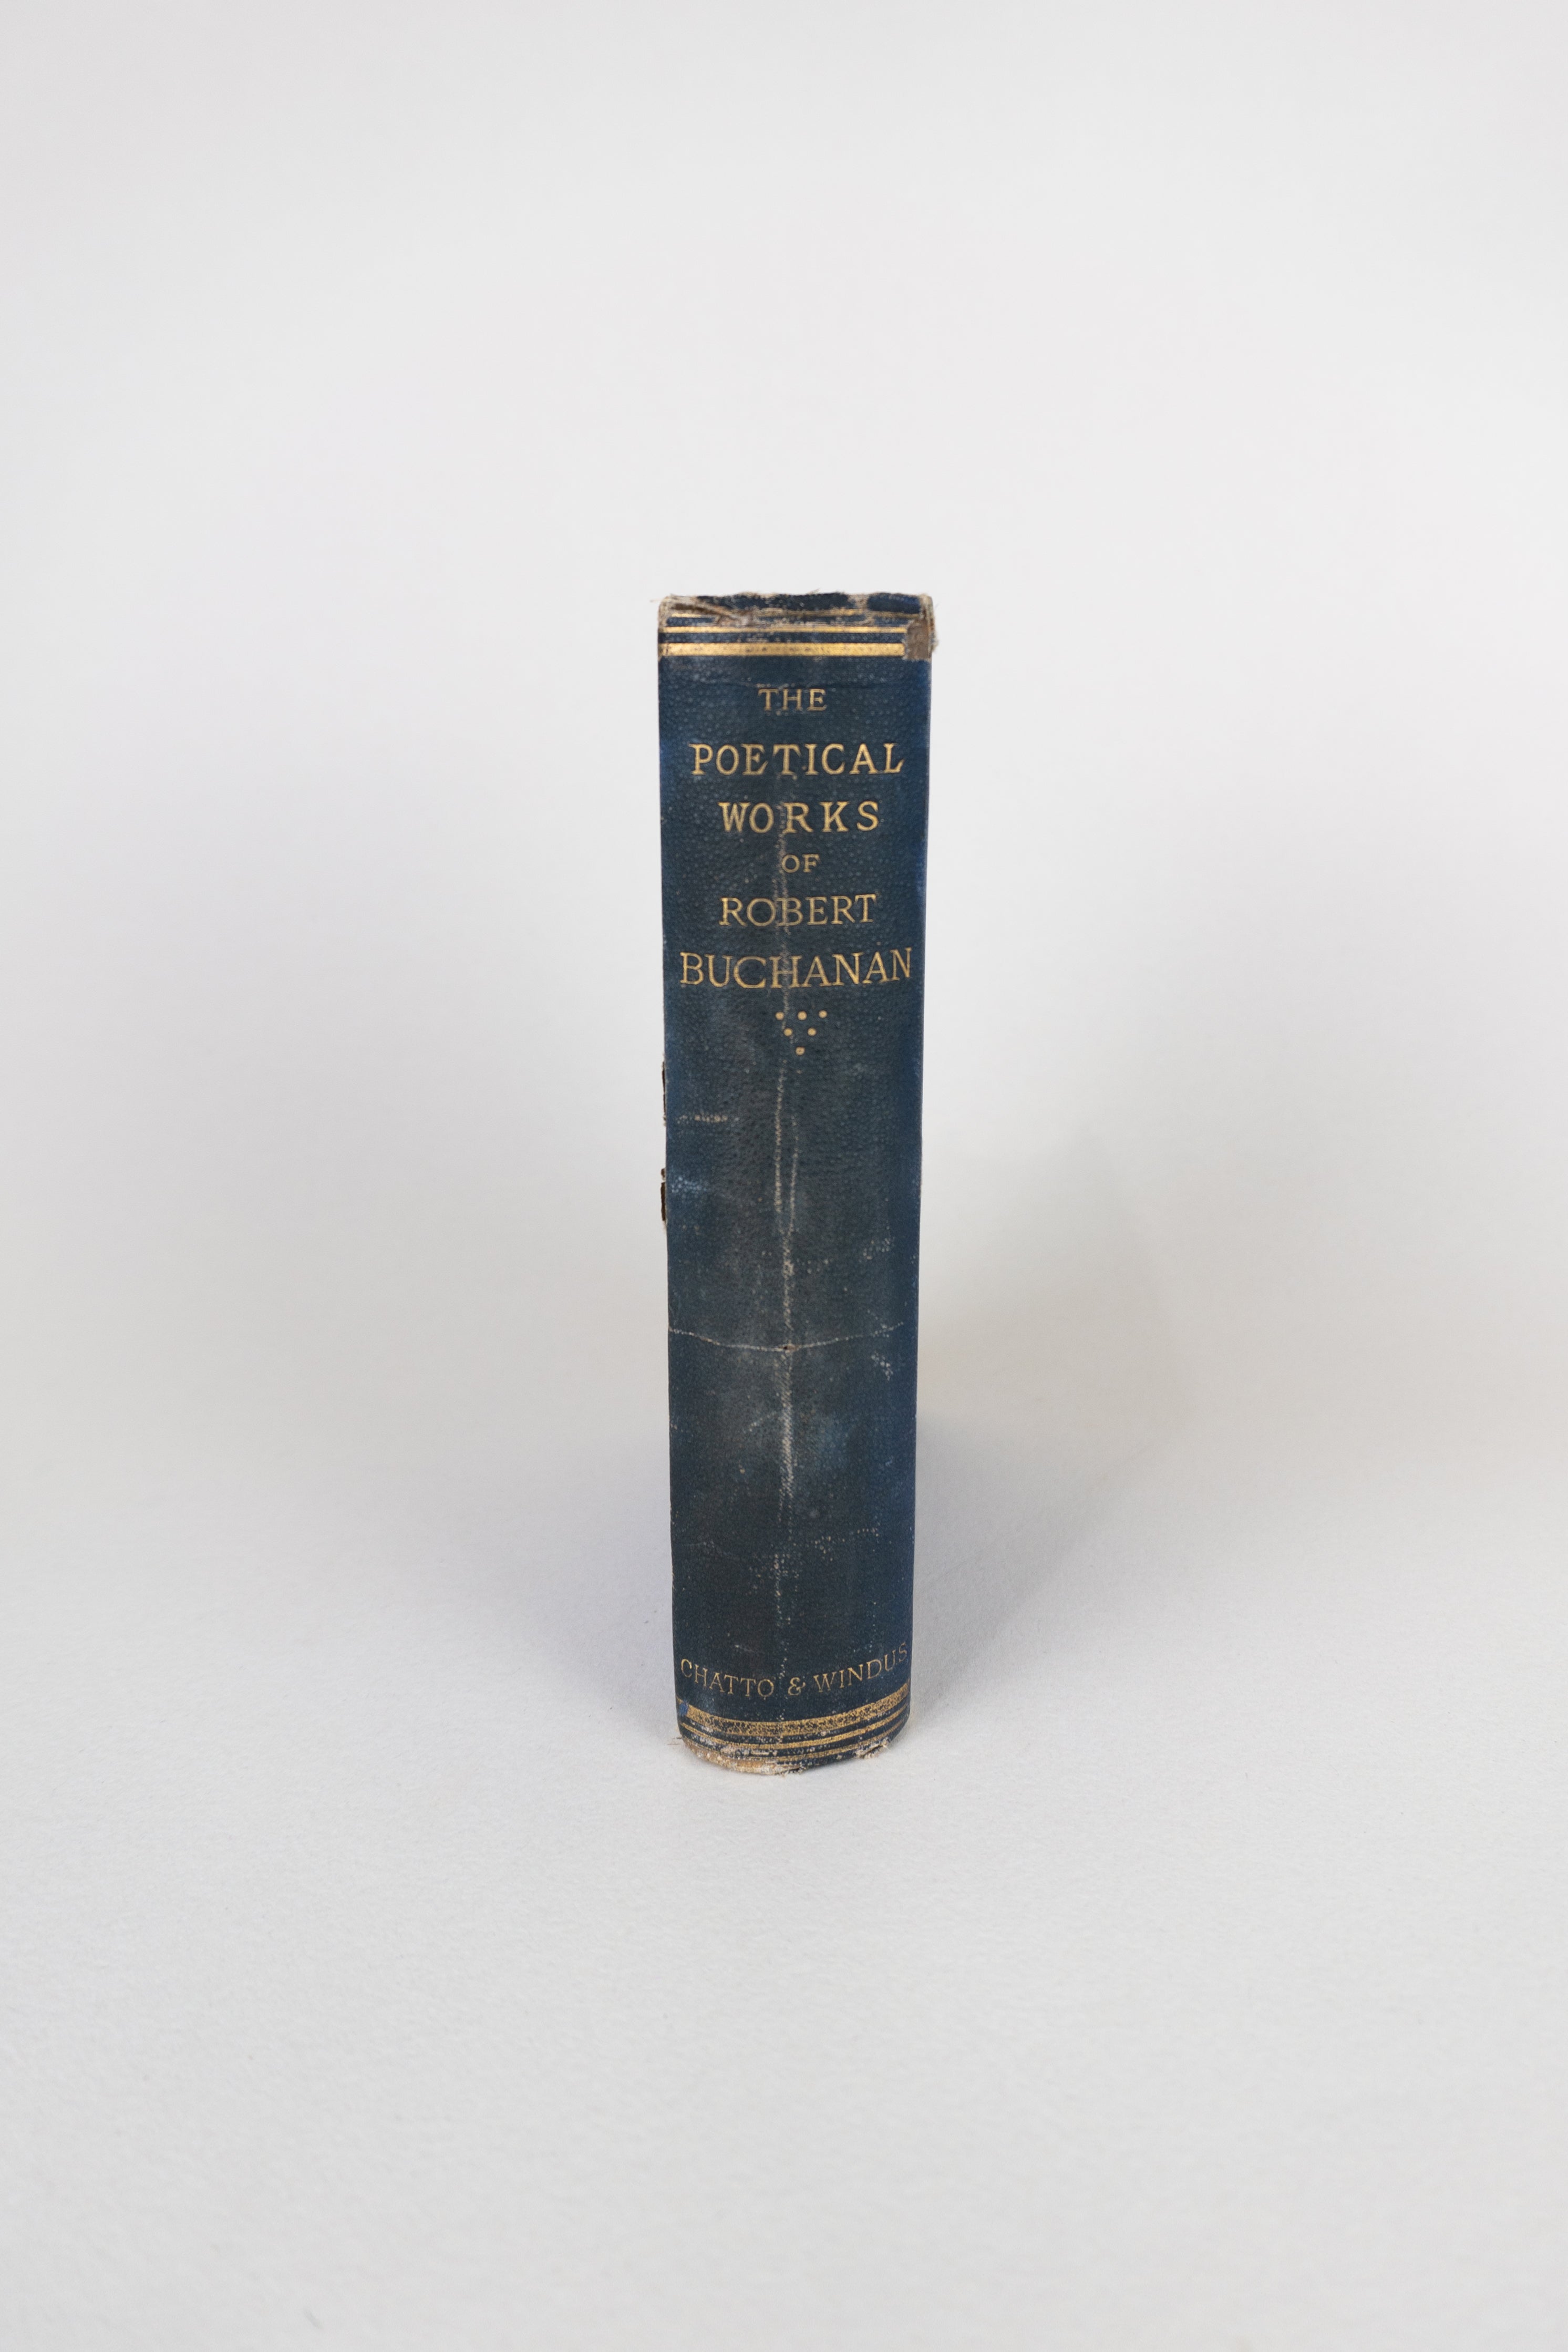 THE
POETICAL
WORKS
OF
ROBERT
BUCHANAN
CHATTO & WINDUS